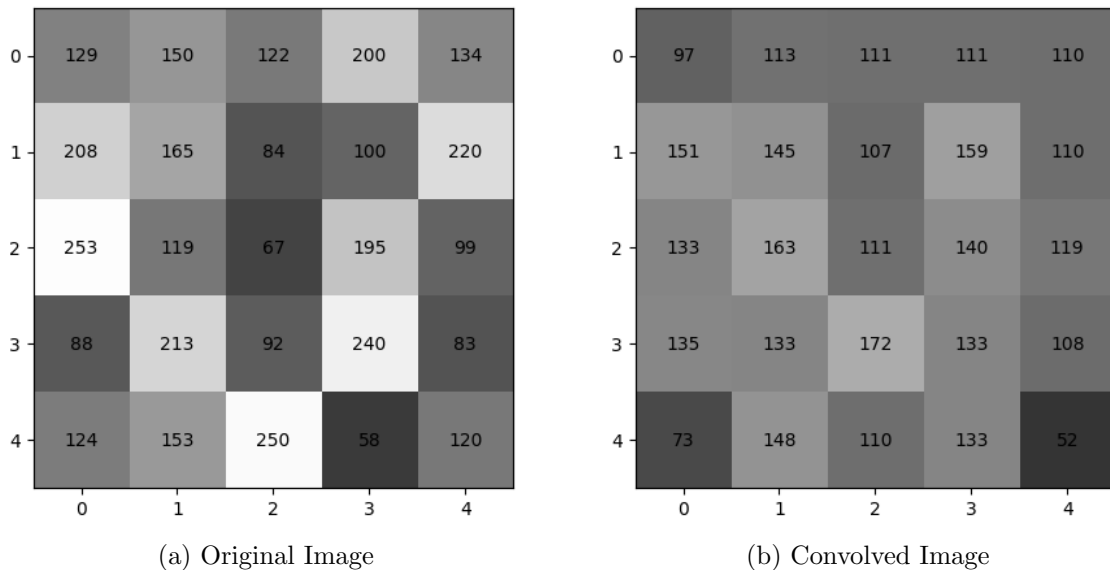 0 129 150 122 200 134
1 208 165 84 100 220
2 253 119 67 195 99
3 88 213 92 240 83
4 124 153 250 58 120
0 1 2 3 4
(a) Original Image
0 97 113 111 111 110
1 151 145 107 159 110
2 133 163 111 140 119
3 135 133 172 133 108
4 73 148 110 133 52
0 1 2 3 4
(b) Convolved Image